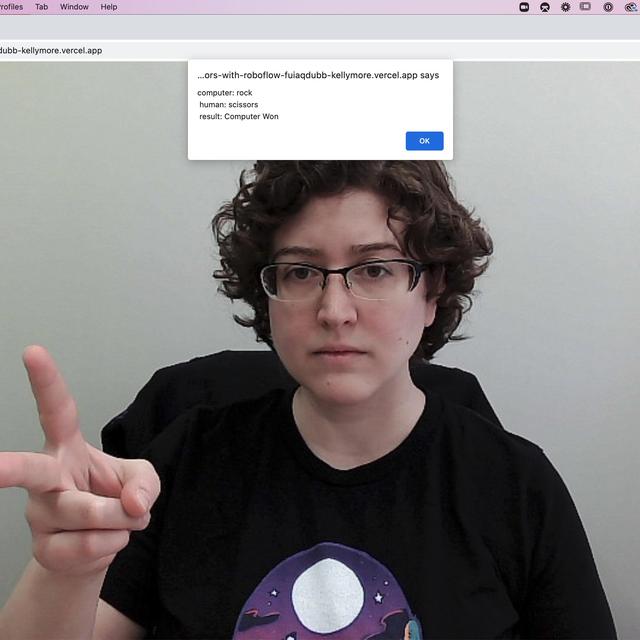 Profiles Tab Window Help
dubb-kellymore.vercel.app
...ors-with-roboflow-fuiaqdubb-kellymore.vercel.app says
computer: rock
human: scissors
result: Computer Won
OK